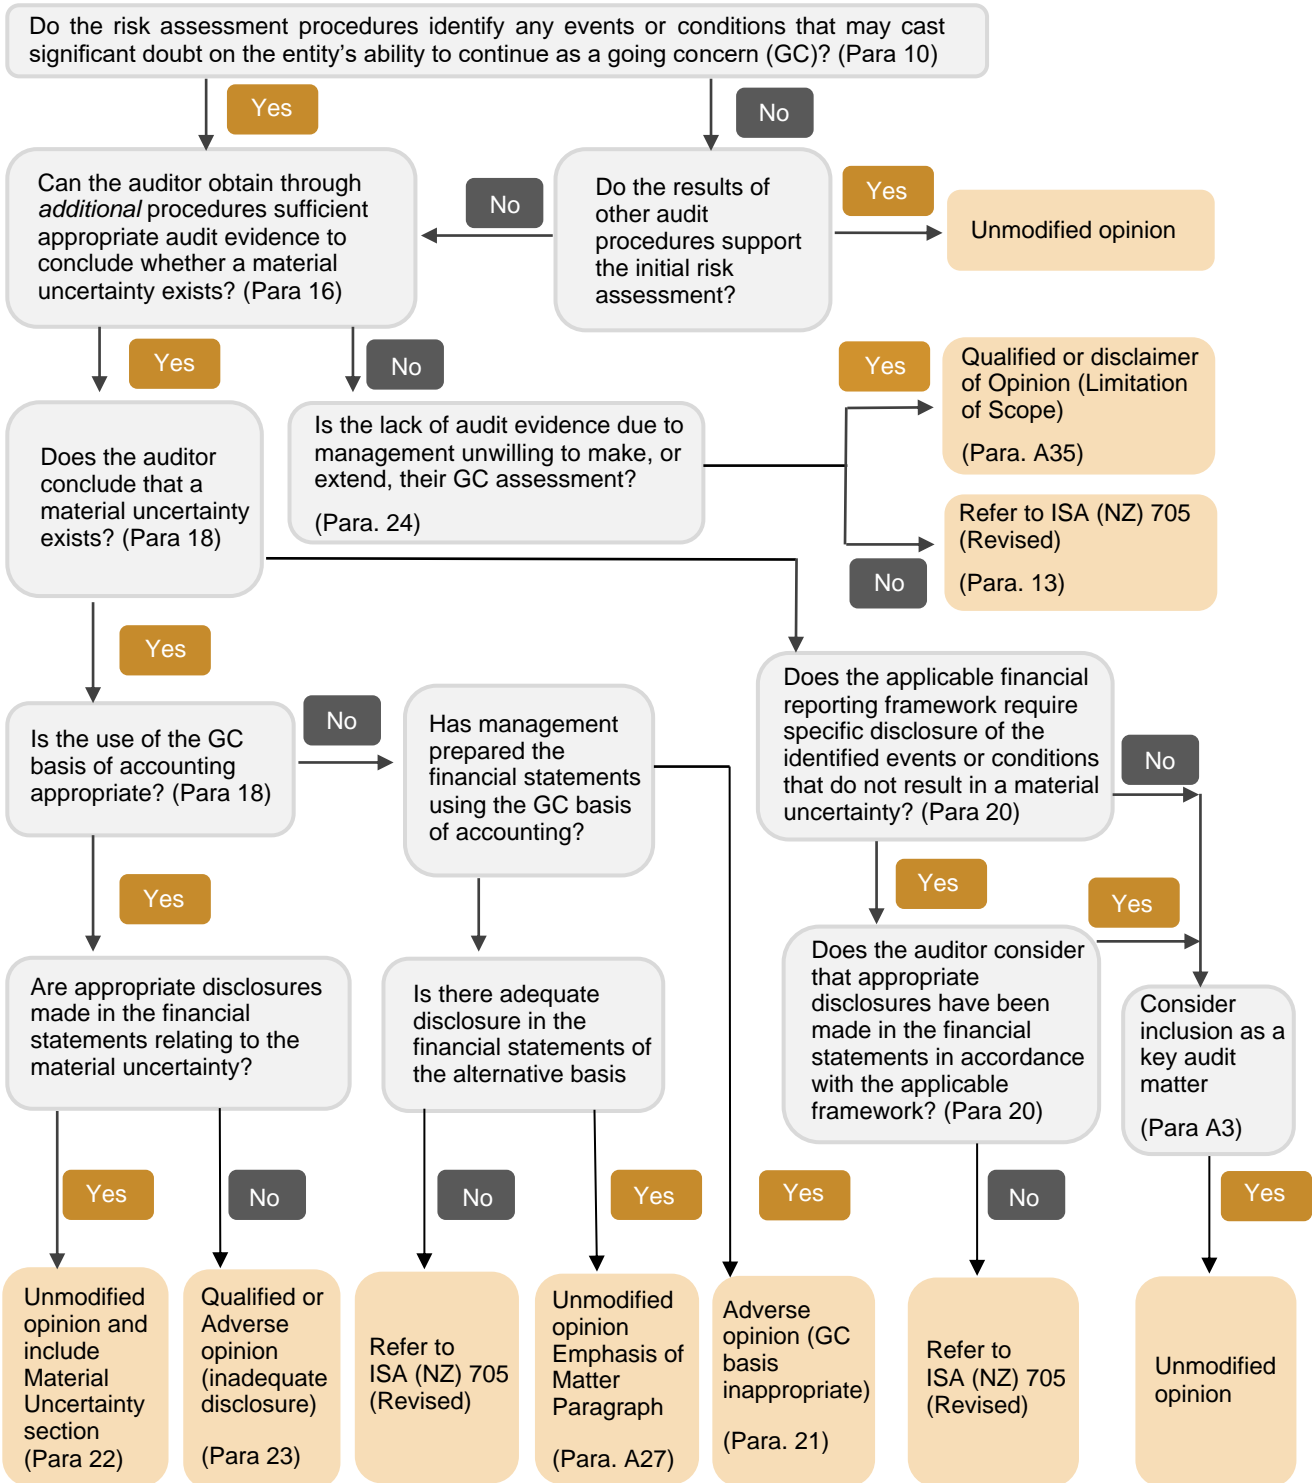 Do the risk assessment procedures identify any events or conditions that may cast
significant doubt on the entity's ability to continue as a going concern (GC)? (Para 10)
Yes
No
Can the auditor obtain through
additional procedures sufficient
appropriate audit evidence to
conclude whether a material
uncertainty exists? (Para 16)
No
Do the results of
other audit
procedures support
the initial risk
assessment?
Yes
Unmodified opinion
Yes
No
Does the auditor
conclude that a
material uncertainty
exists? (Para 18)
Is the lack of audit evidence due to
management unwilling to make, or
extend, their GC assessment?
(Para. 24)
Yes
Qualified or disclaimer
of Opinion (Limitation
of Scope)
(Para. A35)
No
Refer to ISA (NZ) 705
(Revised)
(Para. 13)
Yes
Is the use of the GC
basis of accounting
appropriate? (Para 18)
No
Has management
prepared the
financial statements
using the GC basis
of accounting?
Does the applicable financial
reporting framework require
specific disclosure of the
identified events or conditions
that do not result in a material
uncertainty? (Para 20)
No
Yes
Yes
Yes
Are appropriate disclosures
made in the financial
statements relating to the
material uncertainty?
Is there adequate
disclosure in the
financial statements of
the alternative basis
Does the auditor consider
that appropriate
disclosures have been
made in the financial
statements in accordance
with the applicable
framework? (Para 20)
Consider
inclusion as a
key audit
matter
(Para A3)
Yes
No
No
Yes
Yes
No
Yes
Unmodified
opinion and
include
Material
Uncertainty
section
(Para 22)
Qualified or
Adverse
opinion
(inadequate
disclosure)
(Para 23)
Refer to
ISA (NZ) 705
(Revised)
Unmodified
opinion
Emphasis of
Matter
Paragraph
(Para. A27)
Adverse
opinion (GC
basis
inappropriate)
(Para. 21)
Refer to
ISA (NZ) 705
(Revised)
Unmodified
opinion